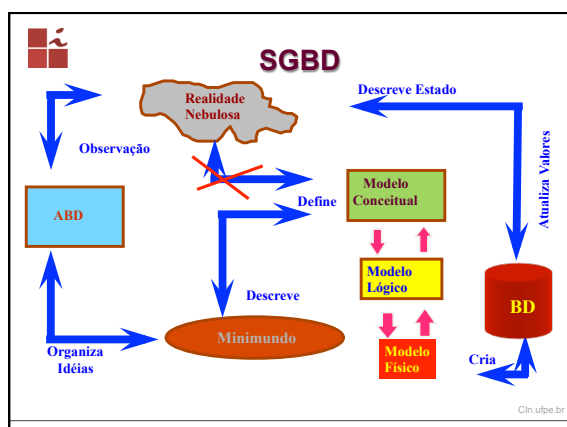 SGBD
Realidade
Nebulosa
Descreve Estado
Observação
Atualiza Valores
Modelo
Conceitual
Define
ABD
Modelo
Lógico
Descreve
BD
Minimundo
Organiza
Idéias
Modelo
Físico
Cria
CIn.ufpe.br